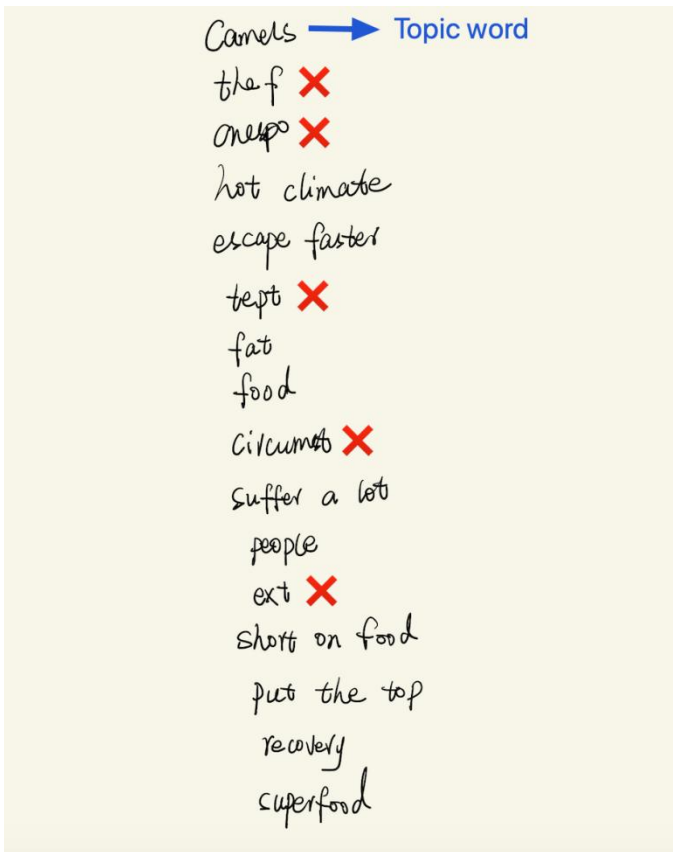 Camels Topic word
the f
onespo
hot climate
escape faster
tept
fat
food
circumst
suffer a lot
people
ext
short on food
put the top
recovery
superfood